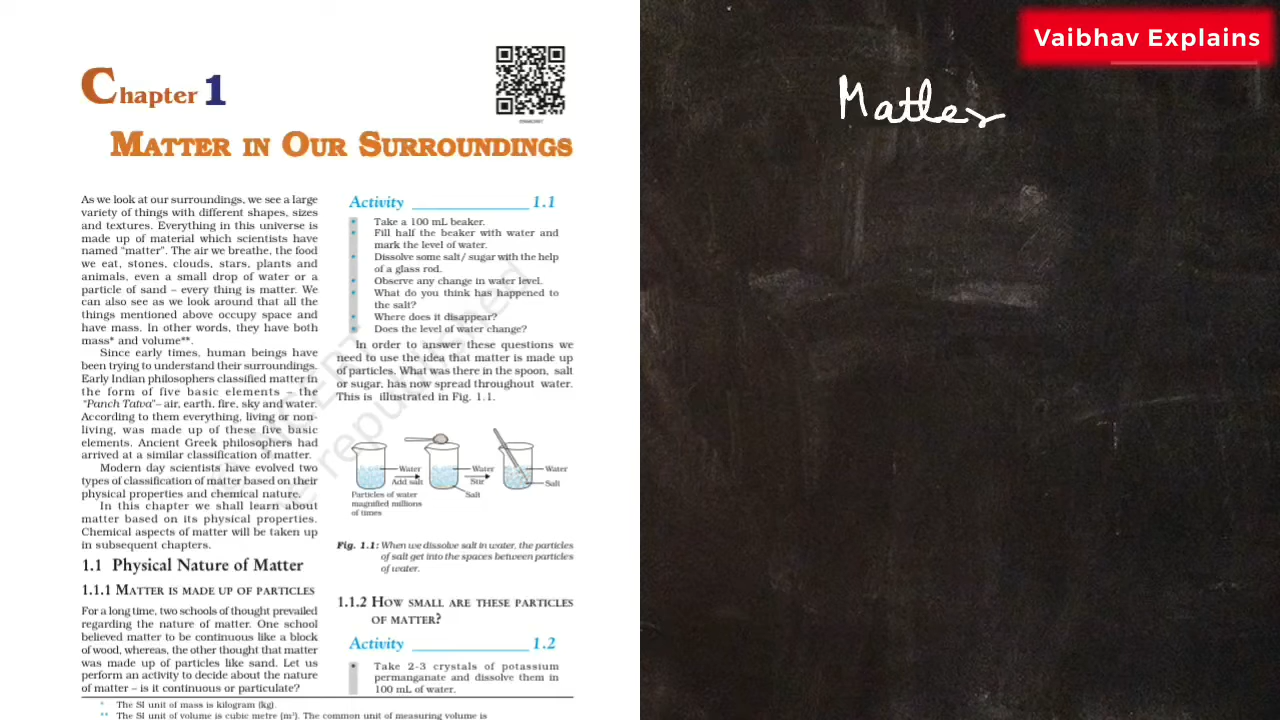 Vaibhav Explains
Matter
Chapter 1
MATTER IN OUR SURROUNDINGS
As we look at our surroundings, we see a large
variety of things with different shapes, sizes
and textures. Everything in this universe is
made up of material which scientists have
named "matter". The air we breathe, the food
we eat, stones, clouds, stars, plants and
animals, even a small drop of water or a
particle of sand – every thing is matter. We
can also see as we look around that all the
things mentioned above occupy space and
have mass. In other words, they have both
mass* and volume**.
Since early times, human beings have
been trying to understand their surroundings.
Early Indian philosophers classified matter in
the form of five basic elements – the
"Panch Tatva"– air, earth, fire, sky and water.
According to them everything, living or non-
living, was made up of these five basic
elements. Ancient Greek philosophers had
arrived at a similar classification of matter.
Modern day scientists have evolved two
types of classification of matter based on their
physical properties and chemical nature.
In this chapter we shall learn about
matter based on its physical properties.
Chemical aspects of matter will be taken up
in subsequent chapters.
1.1 Physical Nature of Matter
1.1.1 MATTER IS MADE UP OF PARTICLES
For a long time, two schools of thought prevailed
regarding the nature of matter. One school
believed matter to be continuous like a block
of wood, whereas, the other thought that matter
was made up of particles like sand. Let us
perform an activity to decide about the nature
of matter – is it continuous or particulate?
Activity ______________ 1.1
• Take a 100 mL beaker.
• Fill half the beaker with water and
mark the level of water.
• Dissolve some salt/ sugar with the help
of a glass rod.
• Observe any change in water level.
• What do you think has happened to
the salt?
• Where does it disappear?
• Does the level of water change?
In order to answer these questions we
need to use the idea that matter is made up
of particles. What was there in the spoon, salt
or sugar, has now spread throughout water.
This is illustrated in Fig. 1.1.
Water
Add salt
Water
Stir
Salt
Water
Salt
Particles of water
magnified millions
of times
Fig. 1.1: When we dissolve salt in water, the particles
of salt get into the spaces between particles
of water.
1.1.2 HOW SMALL ARE THESE PARTICLES
OF MATTER?
Activity ______________ 1.2
• Take 2-3 crystals of potassium
permanganate and dissolve them in
100 mL of water.
* The SI unit of mass is kilogram (kg).
** The SI unit of volume is cubic metre (m³). The common unit of measuring volume is
republished